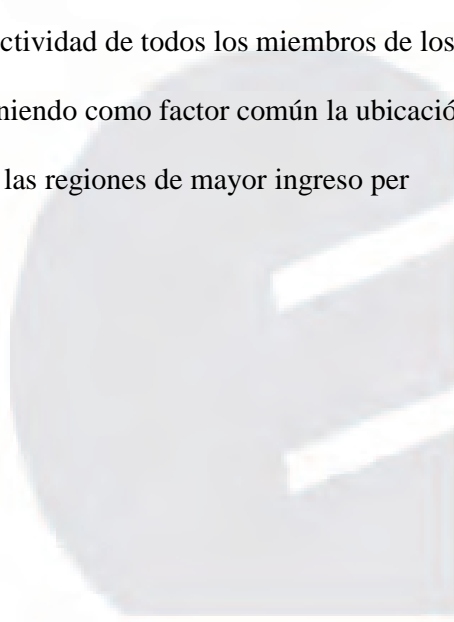 ctividad de todos los miembros de los
niendo como factor común la ubicació
las regiones de mayor ingreso per